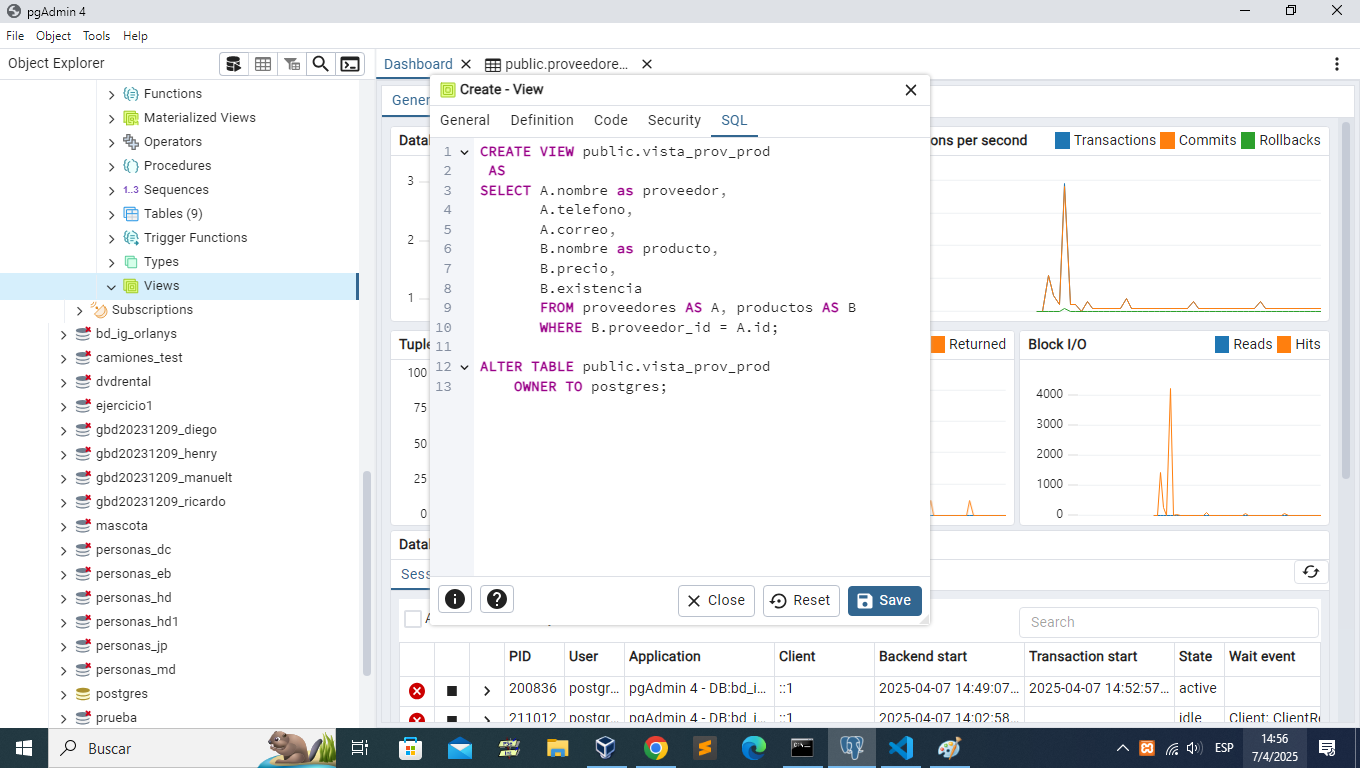 pgAdmin 4
File Object Tools Help
Object Explorer
Functions
Materialized Views
Operators
Procedures
1..3 Sequences
Tables (9)
Trigger Functions
Types
Views
Subscriptions
bd_ig_orlanys
camiones_test
dvdrental
ejercicio1
gbd20231209_diego
gbd20231209_henry
gbd20231209_manuelt
gbd20231209_ricardo
mascota
personas_dc
personas_eb
personas_hd
personas_hd1
personas_jp
personas_md
postgres
prueba
Dashboard public.proveedore...
Gener
Datal
3
2
1
ons per second Transactions Commits Rollbacks
Create - View
General Definition Code Security SQL
1 CREATE VIEW public.vista_prov_prod
2 AS
3 SELECT A.nombre as proveedor,
4 A.telefono,
5 A.correo,
6 B.nombre as producto,
7 B.precio,
8 B.existencia
9 FROM proveedores AS A, productos AS B
10 WHERE B.proveedor_id = A.id;
11
12 ALTER TABLE public.vista_prov_prod
13 OWNER TO postgres;
Close Reset Save
Tuple
100
75
50
25
0
Returned
Block I/O Reads Hits
4000
3000
2000
1000
0
Datal
Sess
Search
PID User Application Client Backend start Transaction start State Wait event
200836 postgr... pgAdmin 4 - DB:bd_i... ::1 2025-04-07 14:49:07... 2025-04-07 14:52:57... active
211012 postgr... pgAdmin 4 - DB:bd_i... ::1 2025-04-07 14:02:58... idle Client: ClientRe
Buscar
ESP
14:56
7/4/2025